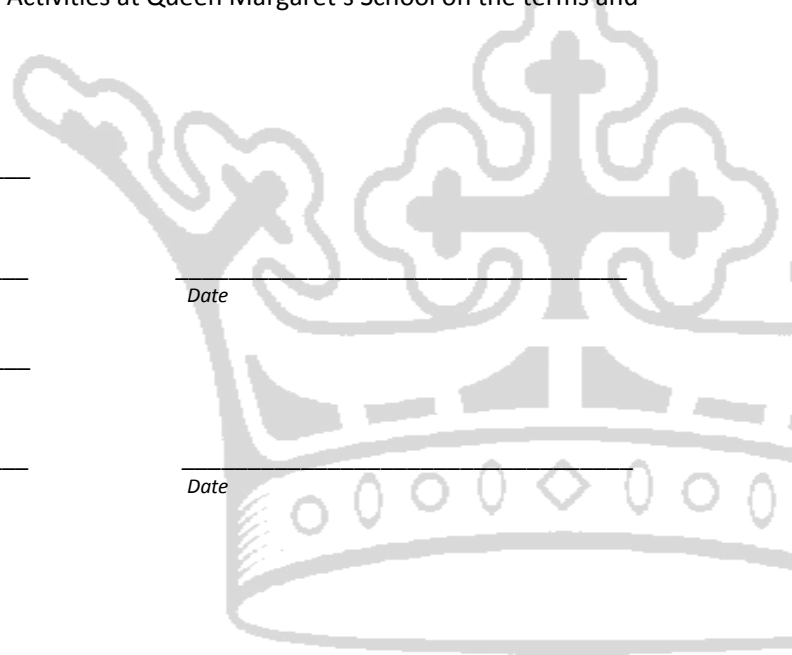 Activities at Queen Margaret's School on the terms and
Date
Date